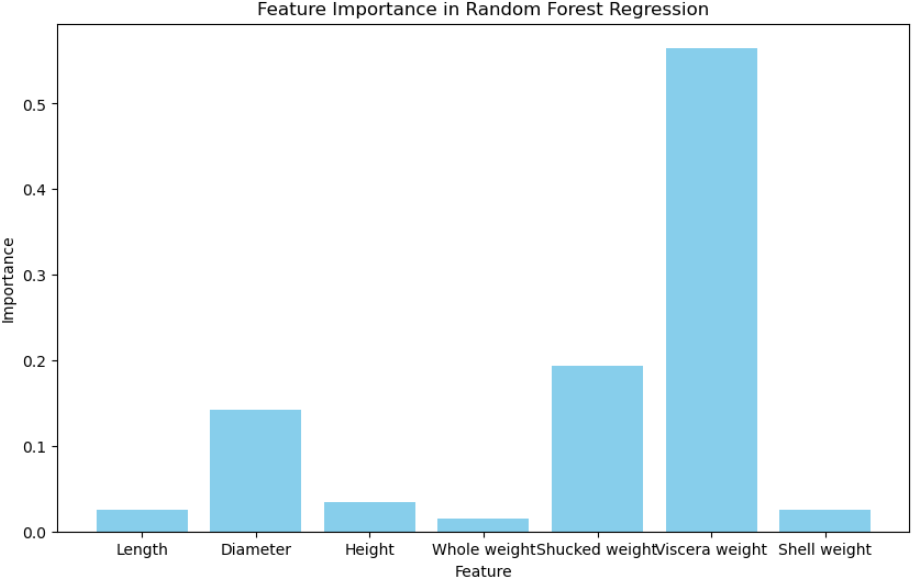 Feature Importance in Random Forest Regression
0.5
0.4
0.3
0.2
0.1
0.0
Importance
Length Diameter Height Whole weight Shucked weight Viscera weight Shell weight
Feature